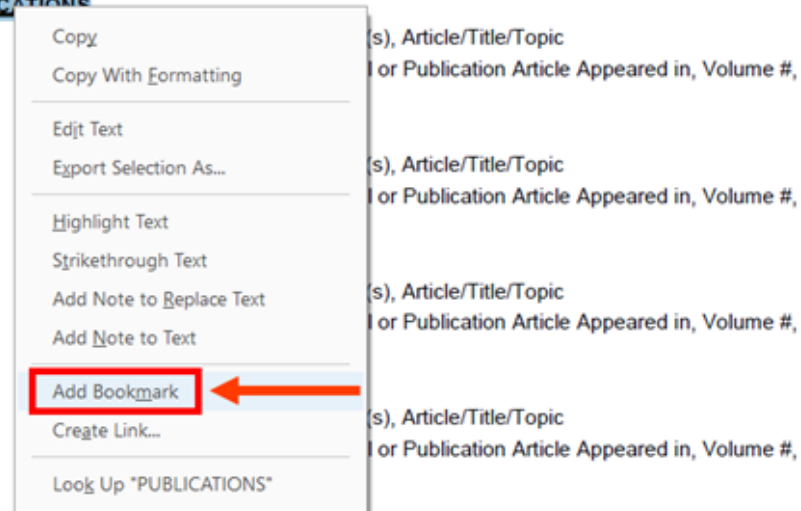 CATIONS
Copy
(s), Article/Title/Topic
Copy With Formatting
l or Publication Article Appeared in, Volume #,
Edit Text
Export Selection As...
(s), Article/Title/Topic
l or Publication Article Appeared in, Volume #,
Highlight Text
Strikethrough Text
Add Note to Replace Text
(s), Article/Title/Topic
l or Publication Article Appeared in, Volume #,
Add Note to Text
Add Bookmark
Create Link...
(s), Article/Title/Topic
l or Publication Article Appeared in, Volume #,
Look Up "PUBLICATIONS"